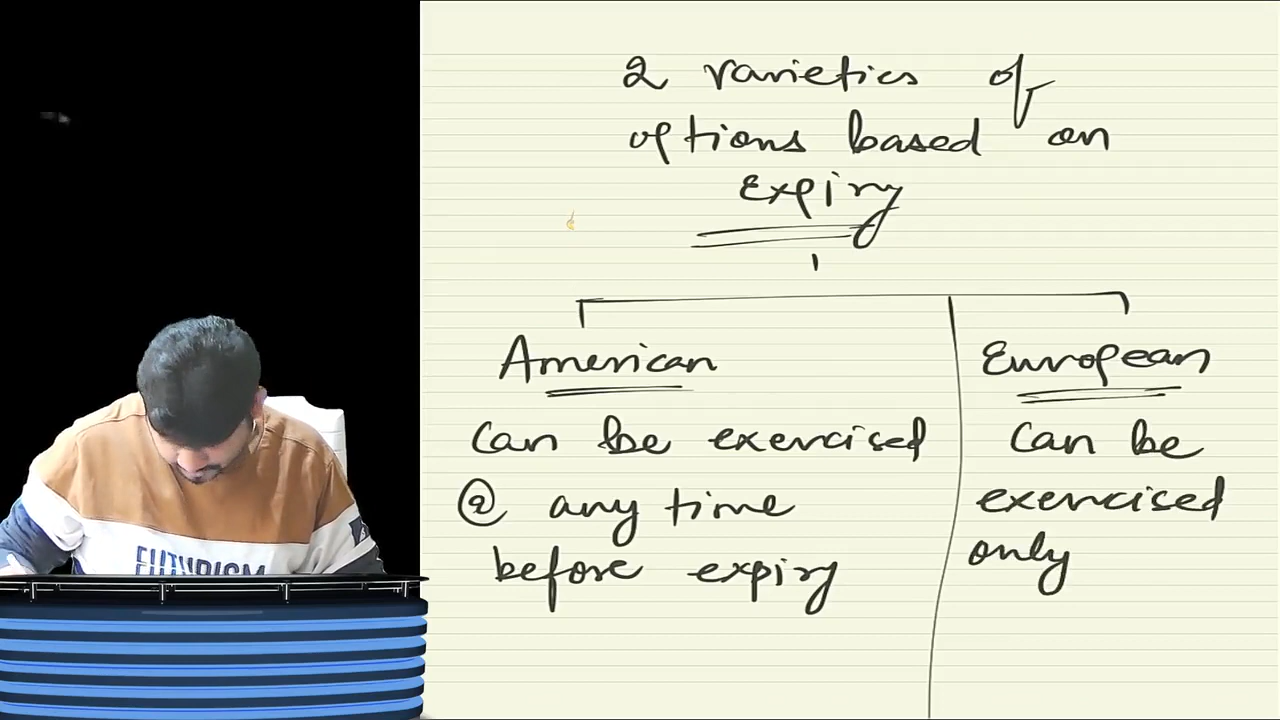 2 varieties of
options based on
Expiry
American
can be exercised
@ any time
before expiry
European
can be
exercised
only
FUTURISM